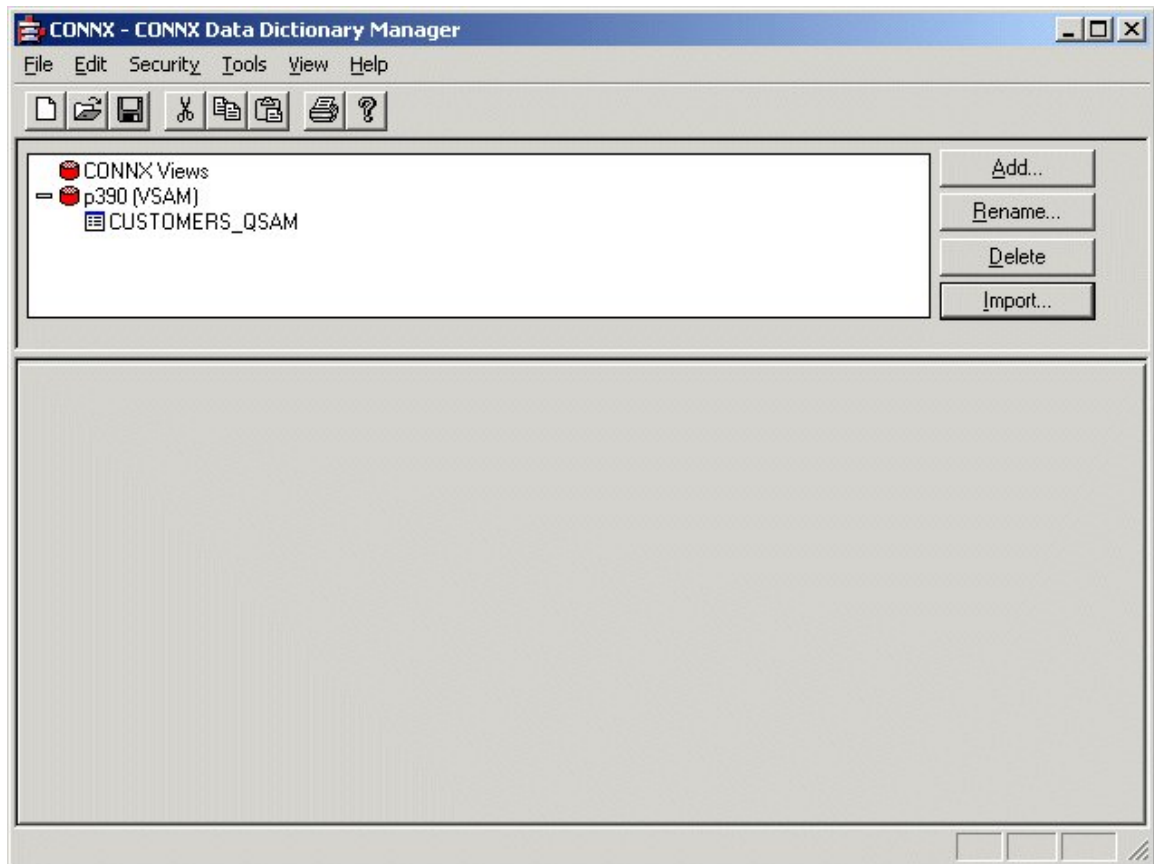 CONNX - CONNX Data Dictionary Manager
File Edit Security Tools View Help
CONNX Views
p390 (VSAM)
CUSTOMERS_QSAM
Add...
Rename...
Delete
Import...